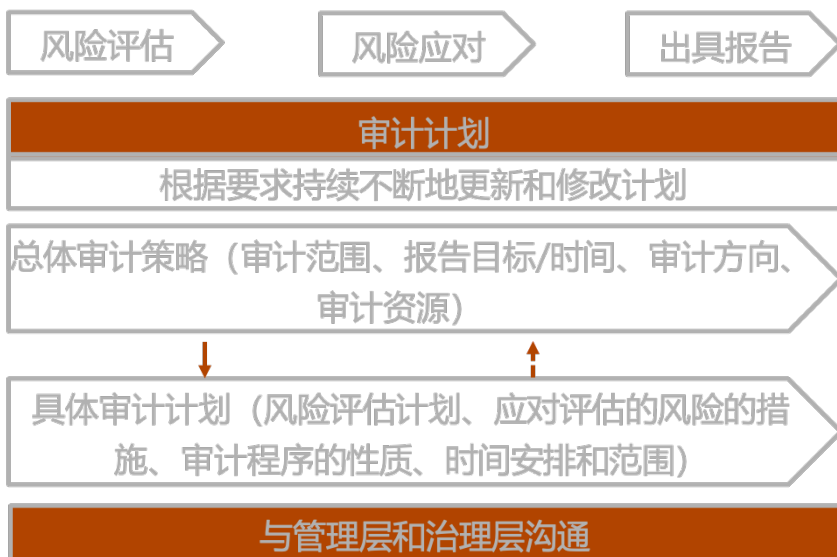 风险评估
风险应对
出具报告
审计计划
根据要求持续不断地更新和修改计划
总体审计策略（审计范围、报告目标/时间、审计方向、
审计资源）
具体审计计划（风险评估计划、应对评估的风险的措
施、审计程序的性质、时间安排和范围）
与管理层和治理层沟通